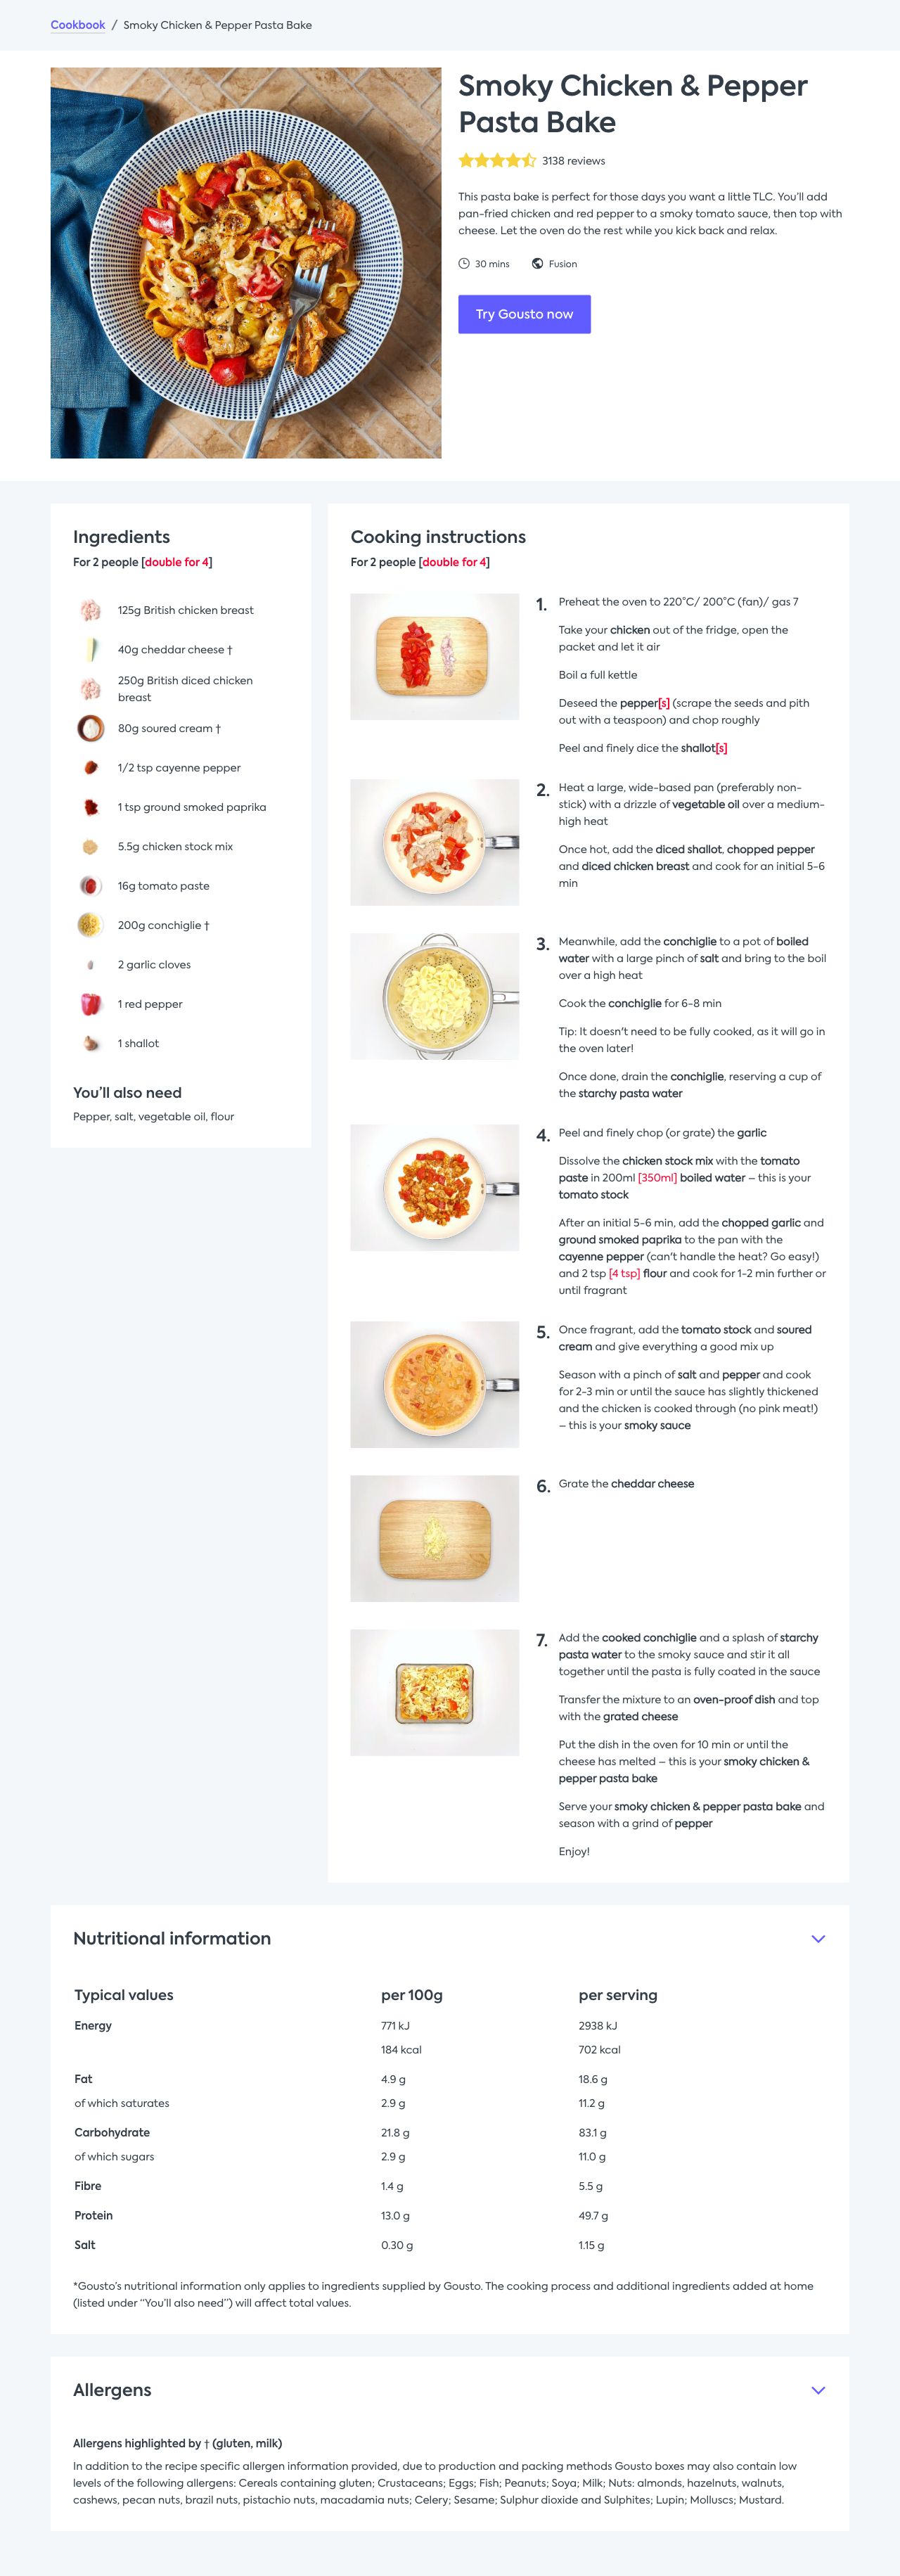 Cookbook / Smoky Chicken & Pepper Pasta Bake
Smoky Chicken & Pepper
Pasta Bake
3138 reviews
This pasta bake is perfect for those days you want a little TLC. You'll add
pan-fried chicken and red pepper to a smoky tomato sauce, then top with
cheese. Let the oven do the rest while you kick back and relax.
30 mins Fusion
Try Gousto now
Ingredients
For 2 people [double for 4]
125g British chicken breast
40g cheddar cheese †
250g British diced chicken
breast
80g soured cream †
1/2 tsp cayenne pepper
1 tsp ground smoked paprika
5.5g chicken stock mix
16g tomato paste
200g conchiglie †
2 garlic cloves
1 red pepper
1 shallot
You'll also need
Pepper, salt, vegetable oil, flour
Cooking instructions
For 2 people [double for 4]
1. Preheat the oven to 220°C/ 200°C (fan)/ gas 7
Take your chicken out of the fridge, open the
packet and let it air
Boil a full kettle
Deseed the pepper[s] (scrape the seeds and pith
out with a teaspoon) and chop roughly
Peel and finely dice the shallot[s]
2. Heat a large, wide-based pan (preferably non-
stick) with a drizzle of vegetable oil over a medium-
high heat
Once hot, add the diced shallot, chopped pepper
and diced chicken breast and cook for an initial 5-6
min
3. Meanwhile, add the conchiglie to a pot of boiled
water with a large pinch of salt and bring to the boil
over a high heat
Cook the conchiglie for 6-8 min
Tip: It doesn't need to be fully cooked, as it will go in
the oven later!
Once done, drain the conchiglie, reserving a cup of
the starchy pasta water
4. Peel and finely chop (or grate) the garlic
Dissolve the chicken stock mix with the tomato
paste in 200ml [350ml] boiled water – this is your
tomato stock
After an initial 5-6 min, add the chopped garlic and
ground smoked paprika to the pan with the
cayenne pepper (can't handle the heat? Go easy!)
and 2 tsp [4 tsp] flour and cook for 1-2 min further or
until fragrant
5. Once fragrant, add the tomato stock and soured
cream and give everything a good mix up
Season with a pinch of salt and pepper and cook
for 2-3 min or until the sauce has slightly thickened
and the chicken is cooked through (no pink meat!)
– this is your smoky sauce
6. Grate the cheddar cheese
7. Add the cooked conchiglie and a splash of starchy
pasta water to the smoky sauce and stir it all
together until the pasta is fully coated in the sauce
Transfer the mixture to an oven-proof dish and top
with the grated cheese
Put the dish in the oven for 10 min or until the
cheese has melted – this is your smoky chicken &
pepper pasta bake
Serve your smoky chicken & pepper pasta bake and
season with a grind of pepper
Enjoy!
Nutritional information
Typical values per 100g per serving
Energy 771 kJ 2938 kJ
184 kcal 702 kcal
Fat 4.9 g 18.6 g
of which saturates 2.9 g 11.2 g
Carbohydrate 21.8 g 83.1 g
of which sugars 2.9 g 11.0 g
Fibre 1.4 g 5.5 g
Protein 13.0 g 49.7 g
Salt 0.30 g 1.15 g
*Gousto's nutritional information only applies to ingredients supplied by Gousto. The cooking process and additional ingredients added at home
(listed under "You'll also need") will affect total values.
Allergens
Allergens highlighted by † (gluten, milk)
In addition to the recipe specific allergen information provided, due to production and packing methods Gousto boxes may also contain low
levels of the following allergens: Cereals containing gluten; Crustaceans; Eggs; Fish; Peanuts; Soya; Milk; Nuts: almonds, hazelnuts, walnuts,
cashews, pecan nuts, brazil nuts, pistachio nuts, macadamia nuts; Celery; Sesame; Sulphur dioxide and Sulphites; Lupin; Molluscs; Mustard.